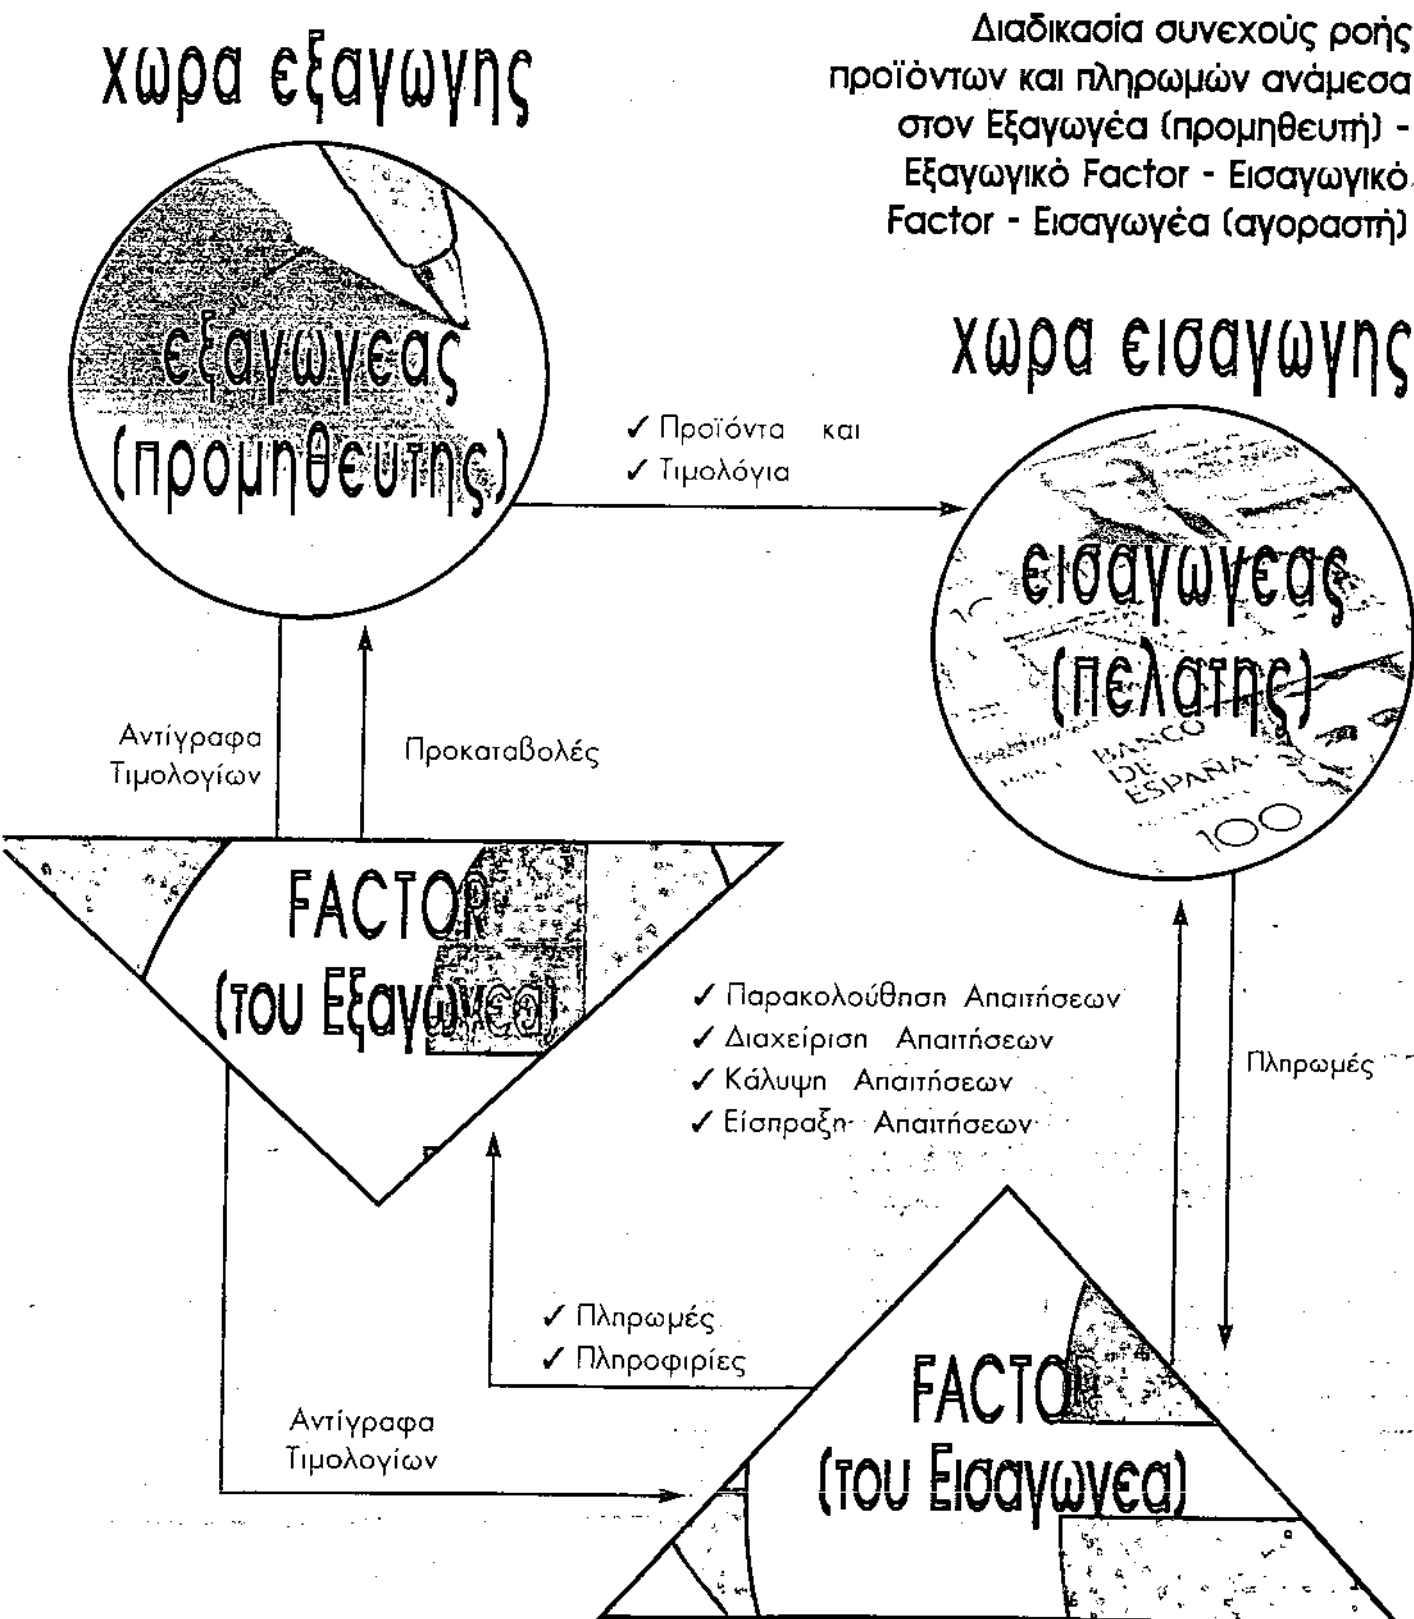 χωρα εξαγωγης
Διαδικασία συνεχούς ροής
προϊόντων και πληρωμών ανάμεσα
στον Εξαγωγέα (προμηθευτή) -
Εξαγωγικό Factor - Εισαγωγικό
Factor - Εισαγωγέα (αγοραστή)
χωρα εισαγωγης
εξαγωγεας
(προμηθευτης)
✓ Προϊόντα και
✓ Τιμολόγια
εισαγωγεας
(πελατης)
BANCO
DE
ESPAÑA
100
Αντίγραφα
Τιμολογίων
Προκαταβολές
FACTOR
(του Εξαγωγεα)
✓ Παρακολούθηση Απαιτήσεων
✓ Διαχείριση Απαιτήσεων
✓ Κάλυψη Απαιτήσεων
✓ Είσπραξη Απαιτήσεων
Πληρωμές
✓ Πληρωμές
✓ Πληροφιρίες
Αντίγραφα
Τιμολογίων
FACTOR
(του Εισαγωγεα)